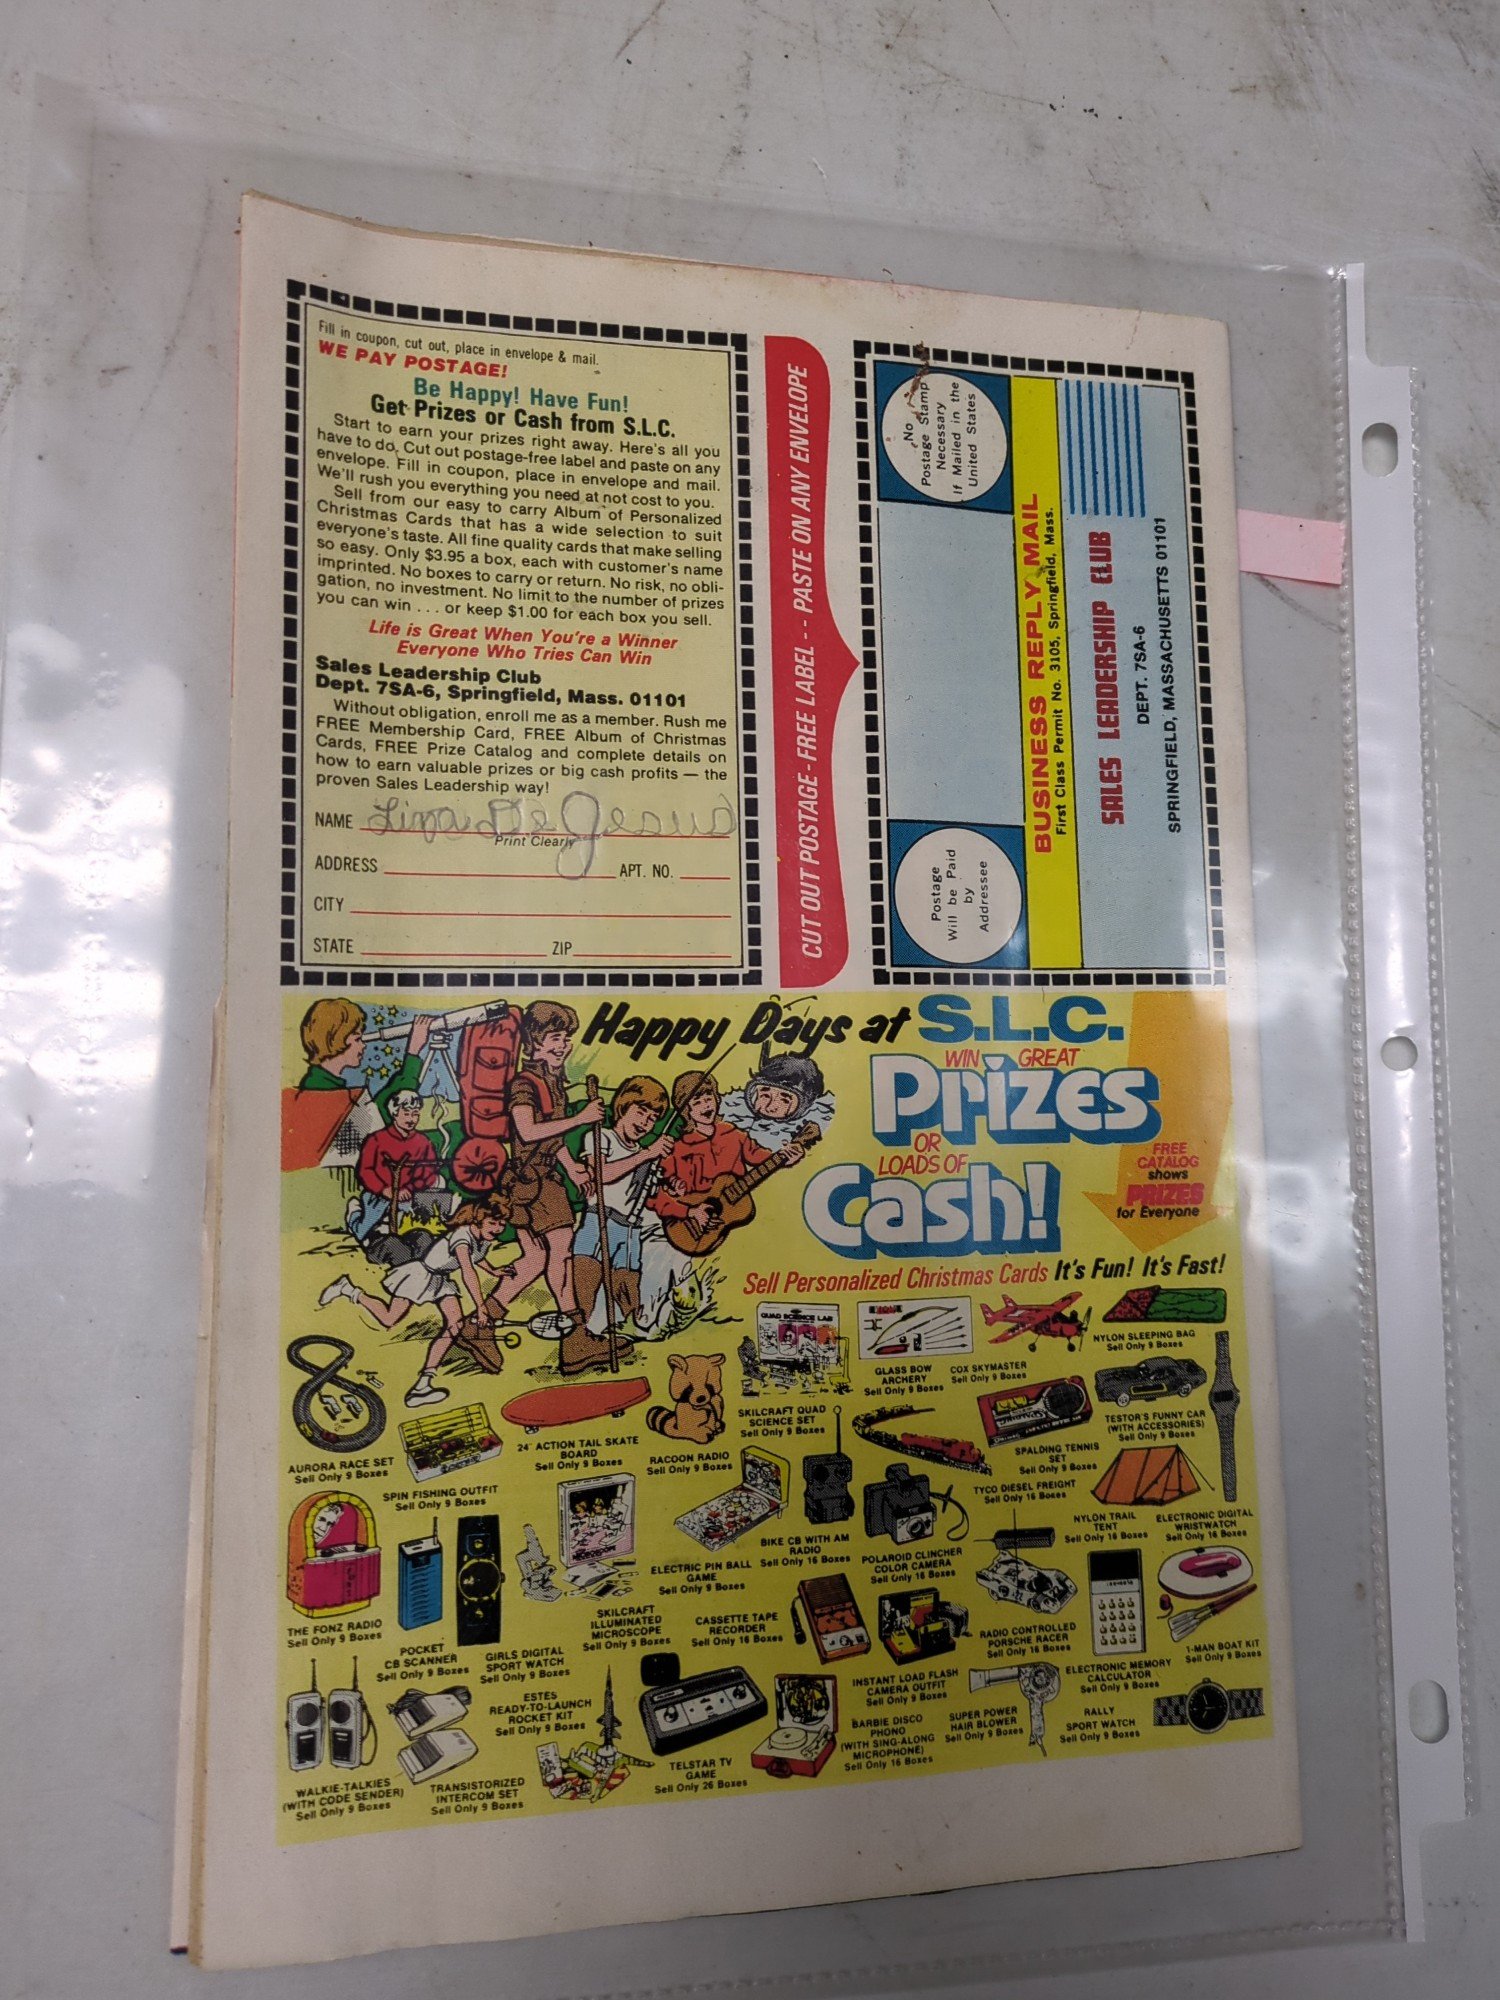 Fill in coupon, cut out, place in envelope & mail.
WE PAY POSTAGE!
Be Happy! Have Fun!
Get Prizes or Cash from S.L.C.
Start to earn your prizes right away. Here's all you
have to do. Cut out postage-free label and paste on any
envelope. Fill in coupon, place in envelope and mail.
We'll rush you everything you need at not cost to you.
Sell from our easy to carry Album of Personalized
Christmas Cards that has a wide selection to suit
everyone's taste. All fine quality cards that make selling
so easy. Only $3.95 a box, each with customer's name
imprinted. No boxes to carry or return. No risk, no obli-
gation, no investment. No limit to the number of prizes
you can win . . . or keep $1.00 for each box you sell.
Life is Great When You're a Winner
Everyone Who Tries Can Win
Sales Leadership Club
Dept. 7SA-6, Springfield, Mass. 01101
Without obligation, enroll me as a member. Rush me
FREE Membership Card, FREE Album of Christmas
Cards, FREE Prize Catalog and complete details on
how to earn valuable prizes or big cash profits — the
proven Sales Leadership way!
NAME Lina De Jesus
Print Clearly
ADDRESS APT. NO.
CITY
STATE ZIP
CUT OUT POSTAGE-FREE LABEL - - PASTE ON ANY ENVELOPE
No
Postage Stamp
Necessary
If Mailed in the
United States
Postage
Will be Paid
by
Addressee
BUSINESS REPLY MAIL
First Class Permit No. 3105, Springfield, Mass.
SALES LEADERSHIP CLUB
DEPT. 7SA-6
SPRINGFIELD, MASSACHUSETTS 01101
Happy Days at S.L.C.
WIN GREAT
PRIZES
OR
LOADS OF
Cash!
FREE
CATALOG
shows
PRIZES
for Everyone
Sell Personalized Christmas Cards It's Fun! It's Fast!
QUAD SCIENCE LAB
NYLON SLEEPING BAG
Sell Only 9 Boxes
GLASS BOW
ARCHERY
Sell Only 9 Boxes
COX SKYMASTER
Sell Only 9 Boxes
SKILCRAFT QUAD
SCIENCE SET
Sell Only 9 Boxes
TESTOR'S FUNNY CAR
(WITH ACCESSORIES)
Sell Only 9 Boxes
AURORA RACE SET
Sell Only 9 Boxes
24" ACTION TAIL SKATE
BOARD
Sell Only 9 Boxes
RACOON RADIO
Sell Only 9 Boxes
SPALDING TENNIS
SET
Sell Only 9 Boxes
SPIN FISHING OUTFIT
Sell Only 9 Boxes
TYCO DIESEL FREIGHT
Sell Only 16 Boxes
NYLON TRAIL
TENT
Sell Only 16 Boxes
ELECTRONIC DIGITAL
WRISTWATCH
Sell Only 16 Boxes
BIKE CB WITH AM
RADIO
Sell Only 16 Boxes
POLAROID CLINCHER
COLOR CAMERA
Sell Only 16 Boxes
ELECTRIC PIN BALL
GAME
Sell Only 9 Boxes
MICROSCOPE
THE FONZ RADIO
Sell Only 9 Boxes
POCKET
CB SCANNER
Sell Only 9 Boxes
GIRLS DIGITAL
SPORT WATCH
Sell Only 9 Boxes
SKILCRAFT
ILLUMINATED
MICROSCOPE
Sell Only 9 Boxes
CASSETTE TAPE
RECORDER
Sell Only 16 Boxes
RADIO CONTROLLED
PORSCHE RACER
Sell Only 16 Boxes
1-MAN BOAT KIT
Sell Only 9 Boxes
INSTANT LOAD FLASH
CAMERA OUTFIT
Sell Only 9 Boxes
ELECTRONIC MEMORY
CALCULATOR
Sell Only 9 Boxes
ESTES
READY-TO-LAUNCH
ROCKET KIT
Sell Only 9 Boxes
BARBIE DISCO
PHONO
(WITH SING-ALONG
MICROPHONE)
Sell Only 16 Boxes
SUPER POWER
HAIR BLOWER
Sell Only 9 Boxes
RALLY
SPORT WATCH
Sell Only 9 Boxes
TELSTAR TV
GAME
Sell Only 26 Boxes
WALKIE-TALKIES
(WITH CODE SENDER)
Sell Only 9 Boxes
TRANSISTORIZED
INTERCOM SET
Sell Only 9 Boxes